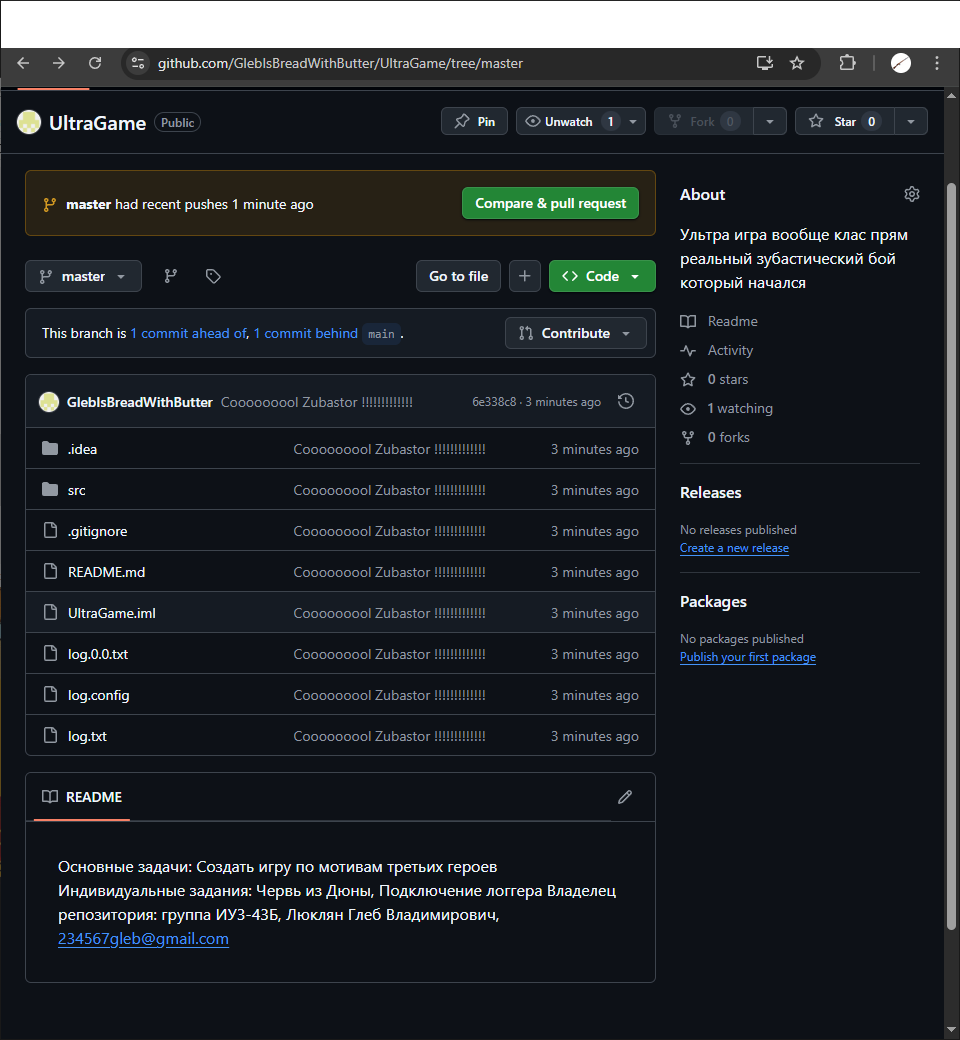 github.com/GlebIsBreadWithButter/UltraGame/tree/master
UltraGame Public Pin Unwatch 1 Fork 0 Star 0
master had recent pushes 1 minute ago Compare & pull request
master Go to file Code
This branch is 1 commit ahead of, 1 commit behind main .
Contribute
GlebIsBreadWithButter Cooooooool Zubastor !!!!!!!!!!!!! 6e338c8 · 3 minutes ago
.idea Cooooooool Zubastor !!!!!!!!!!!!! 3 minutes ago
src Cooooooool Zubastor !!!!!!!!!!!!! 3 minutes ago
.gitignore Cooooooool Zubastor !!!!!!!!!!!!! 3 minutes ago
README.md Cooooooool Zubastor !!!!!!!!!!!!! 3 minutes ago
UltraGame.iml Cooooooool Zubastor !!!!!!!!!!!!! 3 minutes ago
log.0.0.txt Cooooooool Zubastor !!!!!!!!!!!!! 3 minutes ago
log.config Cooooooool Zubastor !!!!!!!!!!!!! 3 minutes ago
log.txt Cooooooool Zubastor !!!!!!!!!!!!! 3 minutes ago
README
Основные задачи: Создать игру по мотивам третьих героев
Индивидуальные задания: Червь из Дюны, Подключение логгера Владелец
репозитория: группа ИУ3-43Б, Люклян Глеб Владимирович,
234567gleb@gmail.com
About
Ультра игра вообще клас прям
реальный зубастический бой
который начался
Readme
Activity
0 stars
1 watching
0 forks
Releases
No releases published
Create a new release
Packages
No packages published
Publish your first package